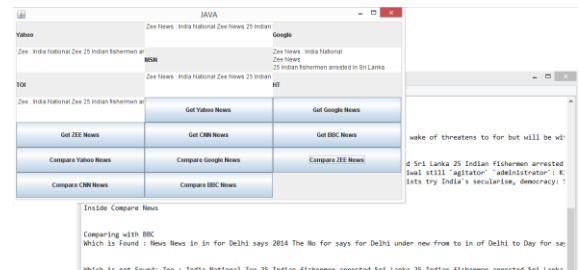 JAVA
Yahoo
Zee News : India National Zee News 25 Indian
Google
Zee : India National Zee 25 Indian fishermen ar
MSN
Zee News : India National
Zee News
25 Indian fishermen arrested in Sri Lanka
TOI
Zee News : India National Zee News 25 Indian
HT
Zee : India National Zee 25 Indian fishermen ar
Get Yahoo News
Get Google News
Get ZEE News
Get CNN News
Get BBC News
wake of threatens to for but will be wi
Compare Yahoo News
Compare Google News
Compare ZEE News
d Sri Lanka 25 Indian fishermen arrested
iwal still `agitator` `administrator`: K
ists try India's secularism, democracy:
Compare CNN News
Compare BBC News
Inside Compare News
Comparing with BBC
Which is Found : News News in in for Delhi says 2014 The No for says for Delhi under new from to in of Delhi to Day for sa
Which is not Found: Zee : India National Zee 25 Indian fishermen arrested Sri Lanka 25 Indian fishermen arrested Sri Lanka